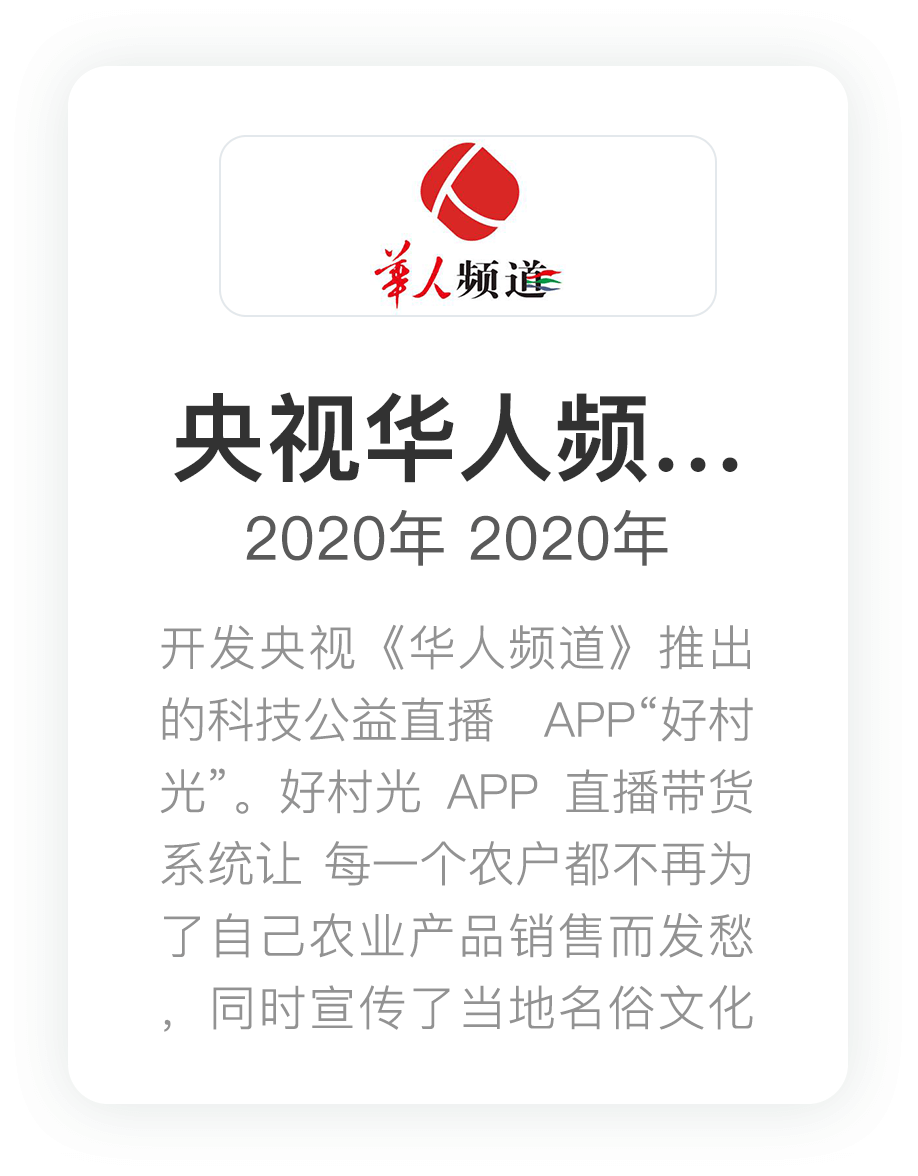 華人频道
央视华人频...
2020年 2020年
开发央视《华人频道》推出
的科技公益直播 APP“好村
光”。好村光 APP 直播带货
系统让 每一个农户都不再为
了自己农业产品销售而发愁
，同时宣传了当地名俗文化